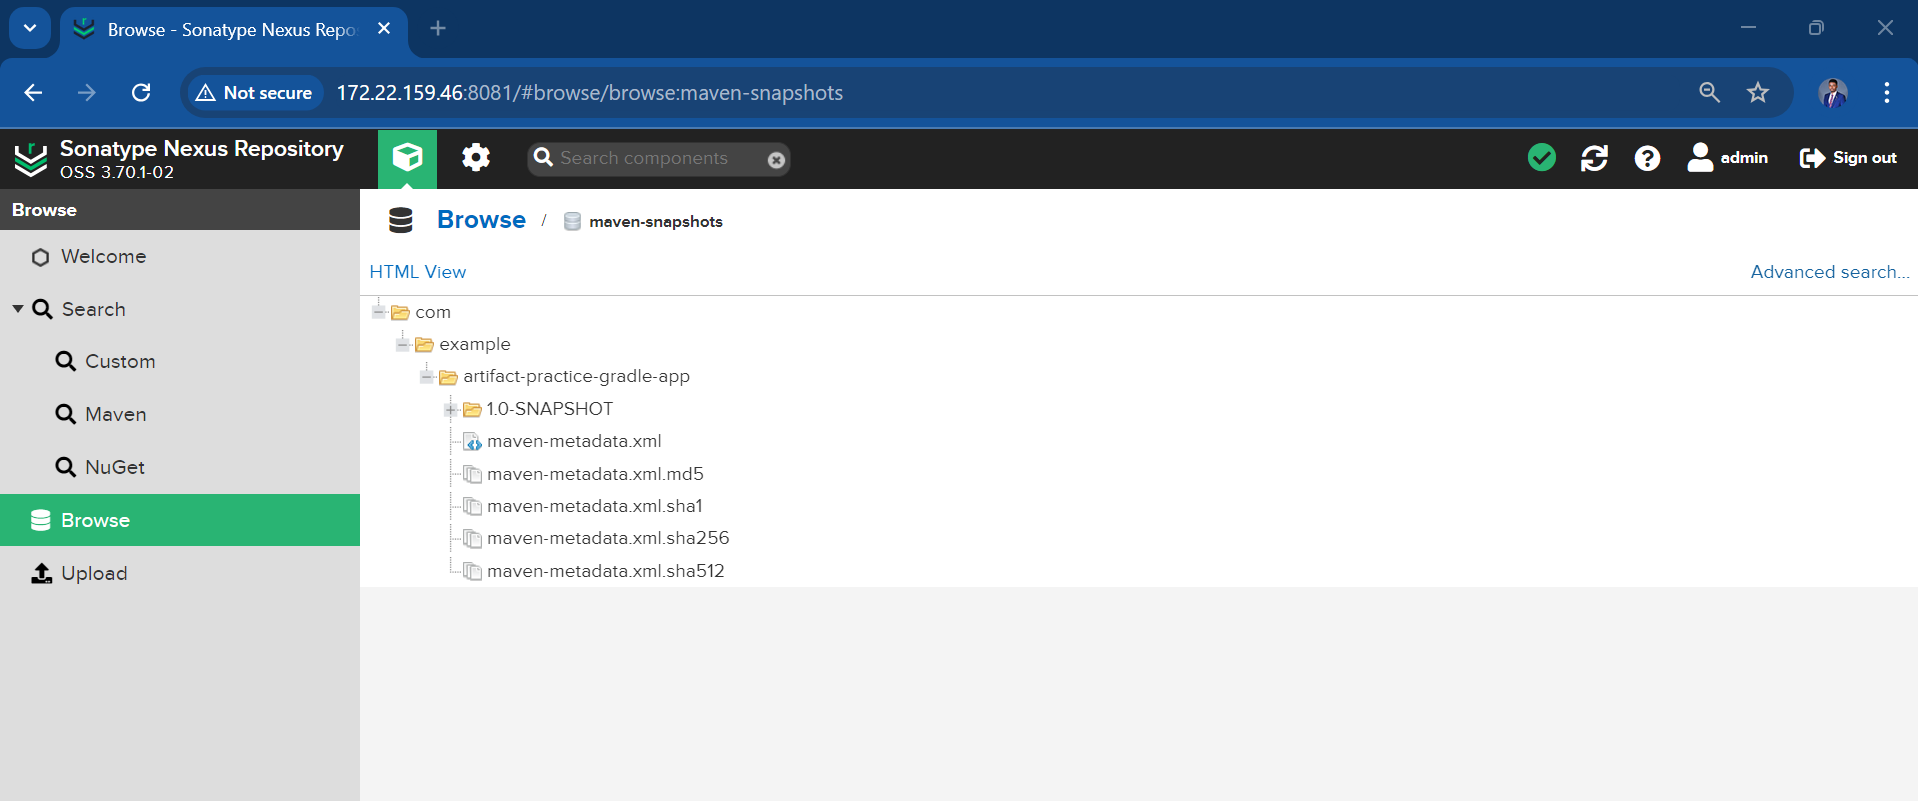 Browse - Sonatype Nexus Repo
Not secure
172.22.159.46:8081/#browse/browse:maven-snapshots
Sonatype Nexus Repository
OSS 3.70.1-02
Search components
admin
Sign out
Browse
Welcome
Search
Custom
Maven
NuGet
Browse
Upload
Browse / maven-snapshots
HTML View
Advanced search...
com
example
artifact-practice-gradle-app
1.0-SNAPSHOT
maven-metadata.xml
maven-metadata.xml.md5
maven-metadata.xml.sha1
maven-metadata.xml.sha256
maven-metadata.xml.sha512